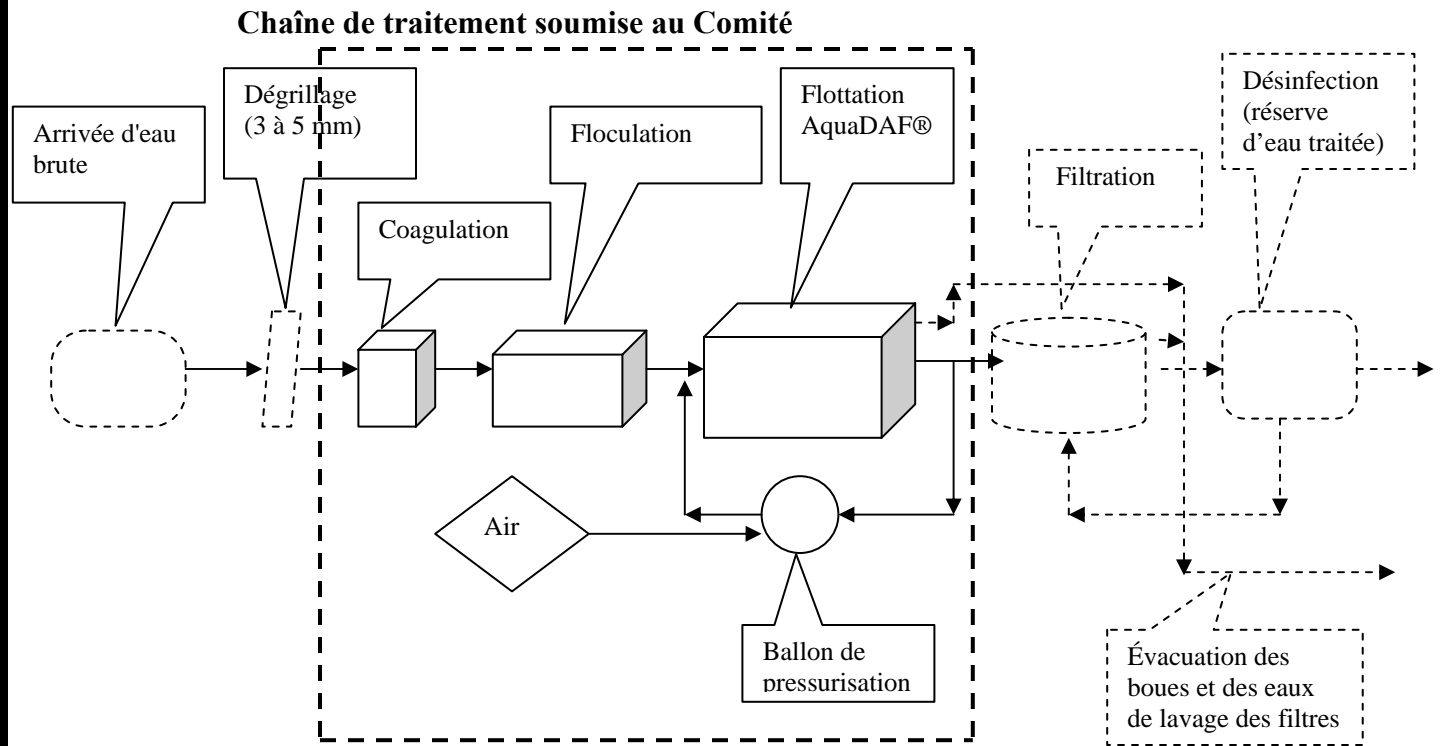 Chaîne de traitement soumise au Comité
Arrivée d'eau
brute
Dégrillage
(3 à 5 mm)
Coagulation
Floculation
Flottation
AquaDAF®
Filtration
Désinfection
(réserve
d’eau traitée)
Air
Ballon de
pressurisation
Évacuation des
boues et des eaux
de lavage des filtres